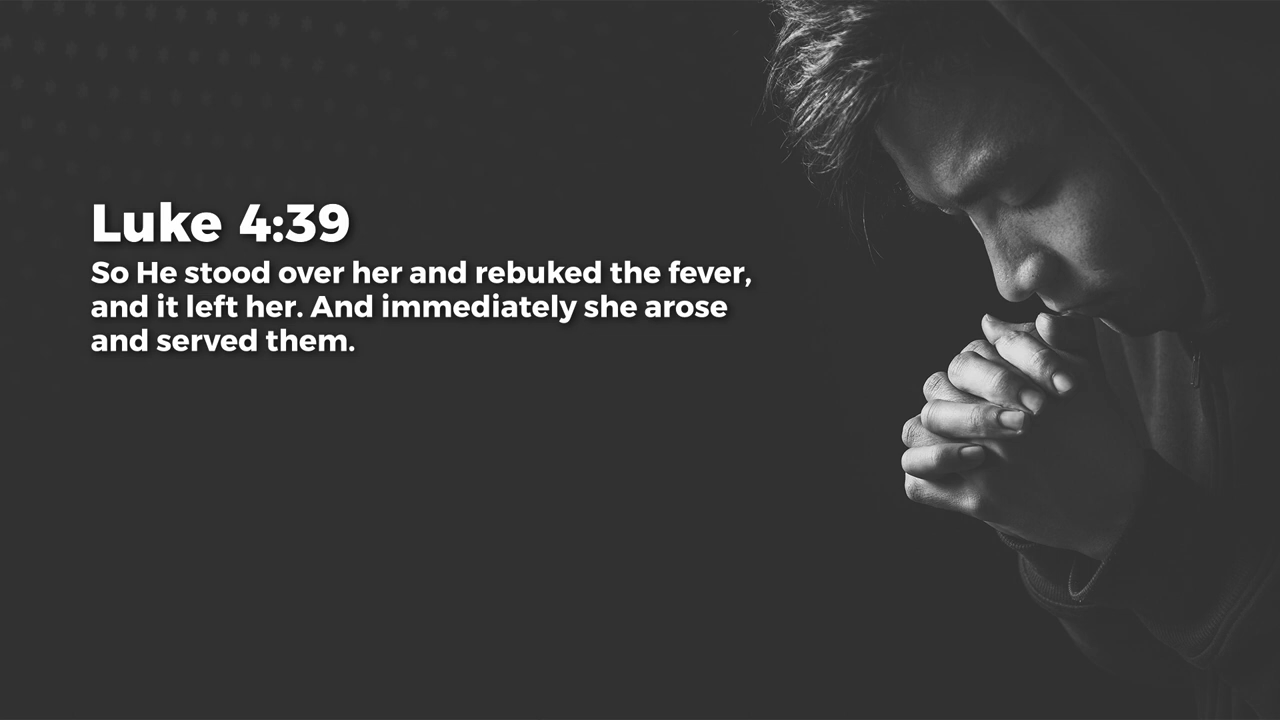 Luke 4:39
So He stood over her and rebuked the fever,
and it left her. And immediately she arose
and served them.